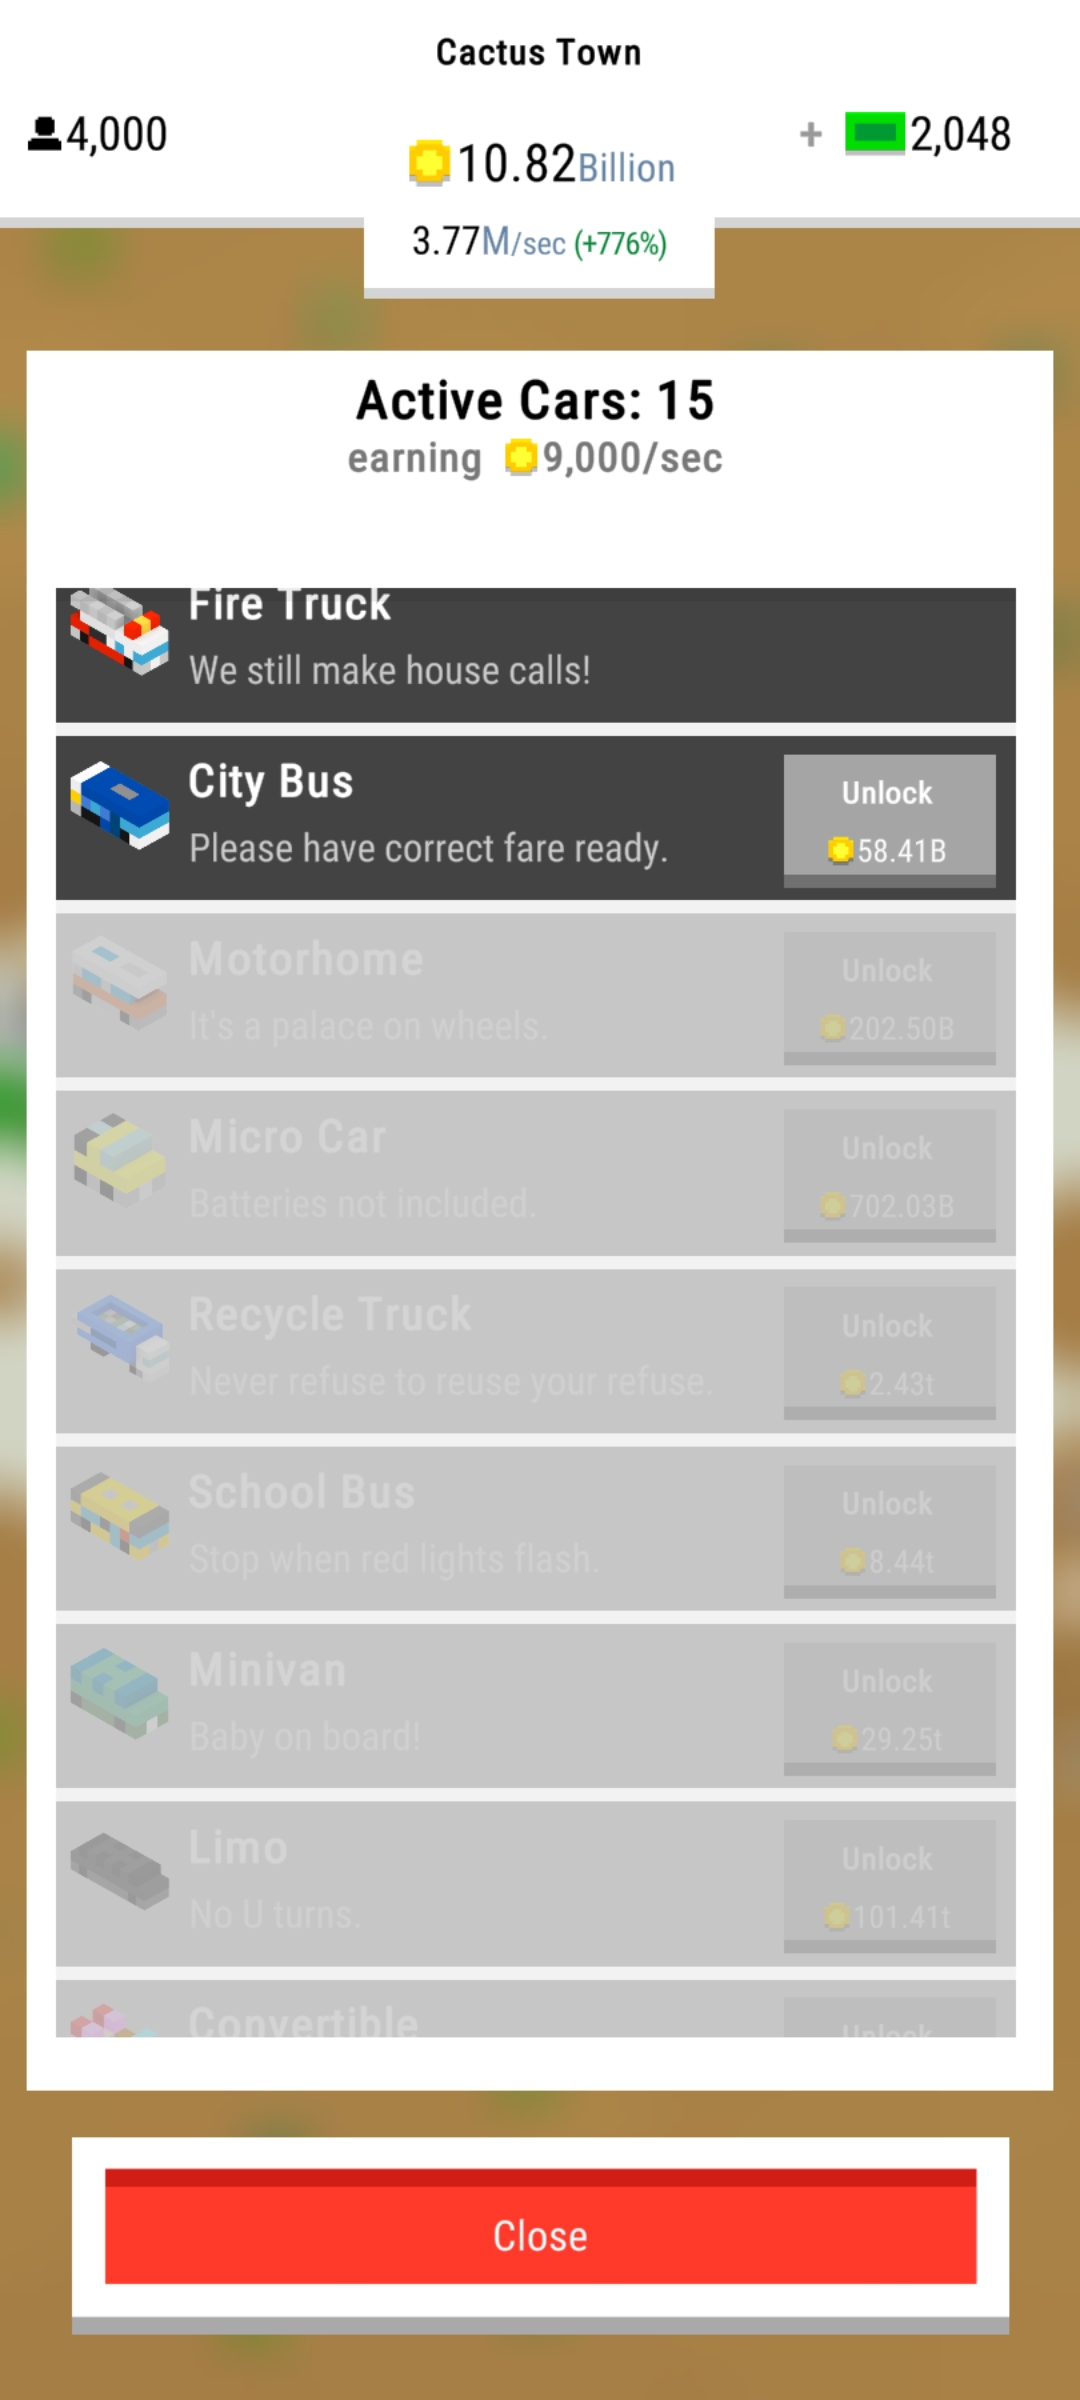 Cactus Town
4,000
10.82Billion
+ 2,048
3.77M/sec (+776%)
Active Cars: 15
earning 9,000/sec
Fire Truck
We still make house calls!
City Bus
Please have correct fare ready.
Unlock
58.41B
Motorhome
It's a palace on wheels.
Unlock
202.50B
Micro Car
Batteries not included.
Unlock
702.03B
Recycle Truck
Never refuse to reuse your refuse.
Unlock
2.43t
School Bus
Stop when red lights flash.
Unlock
8.44t
Minivan
Baby on board!
Unlock
29.25t
Limo
No U turns.
Unlock
101.41t
Convertible
Unlock
Close